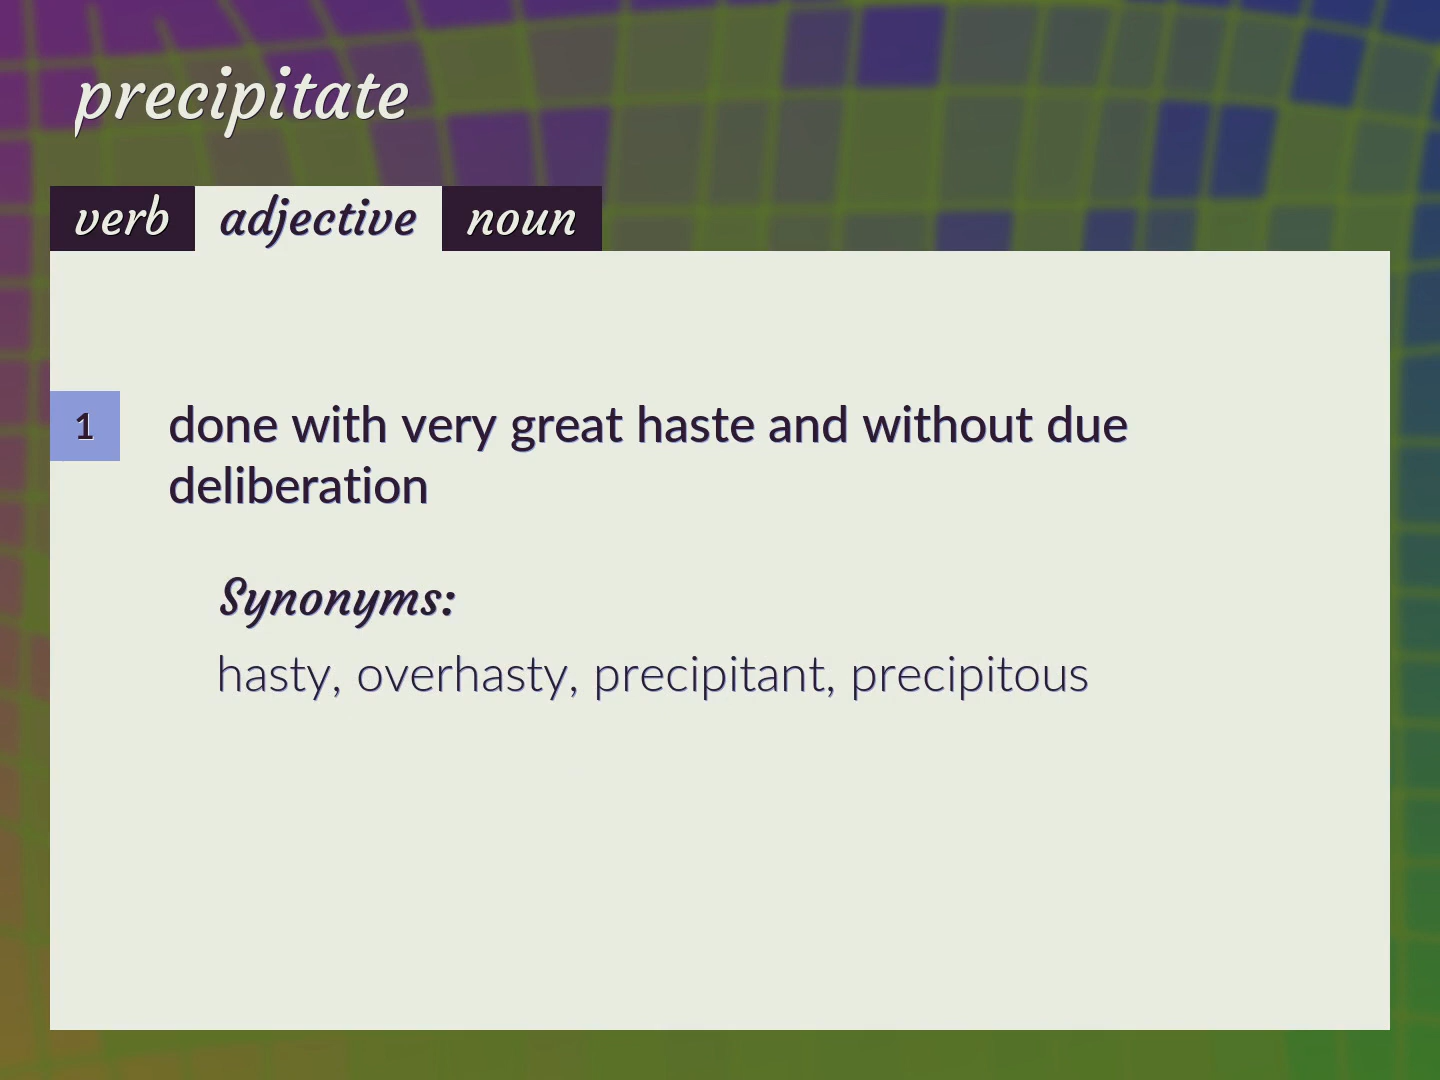 precipitate
verb adjective noun
1 done with very great haste and without due
deliberation
Synonyms:
hasty, overhasty, precipitant, precipitous